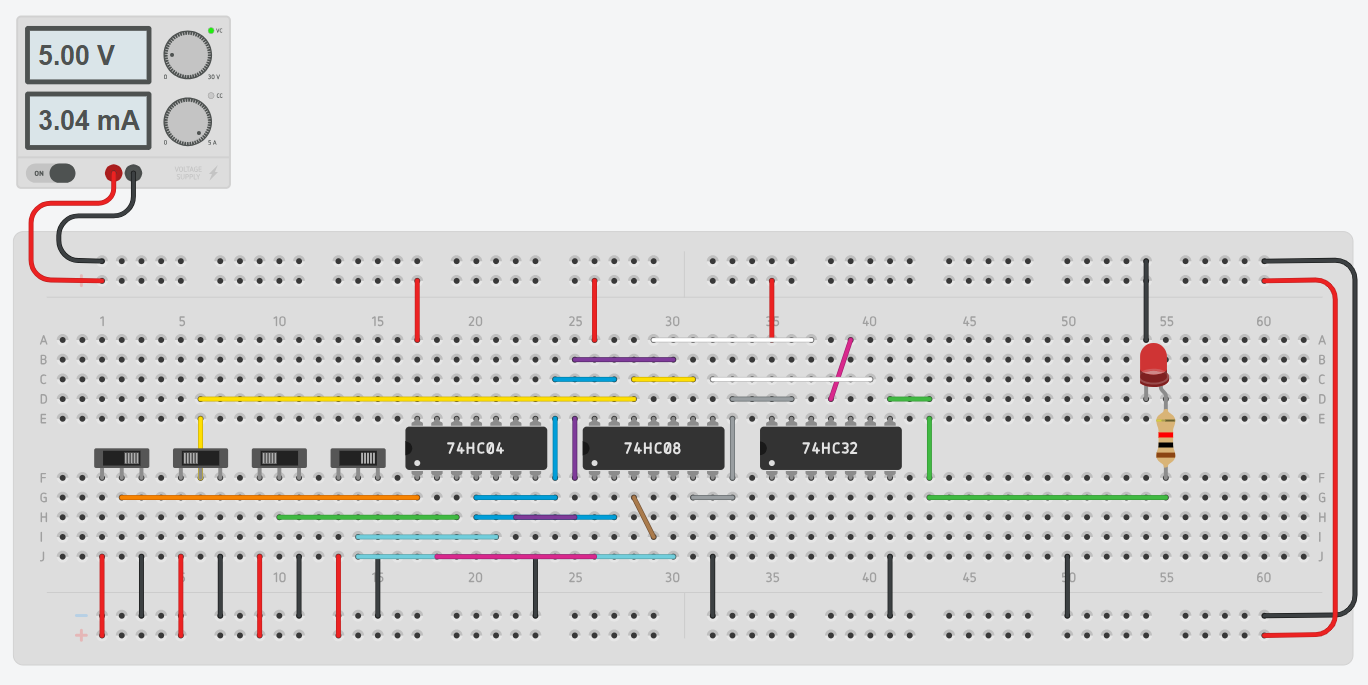 5.00 V
VC
0 30 V
3.04 mA
CC
0 5 A
ON
VOLTAGE
SUPPLY
+
1 5 10 15 20 25 30 35 40 45 50 55 60
A A
B B
C C
D D
E E
74HC04 74HC08 74HC32
F F
G G
H H
I I
J J
5 10 15 20 25 30 35 40 45 50 55 60
−
+